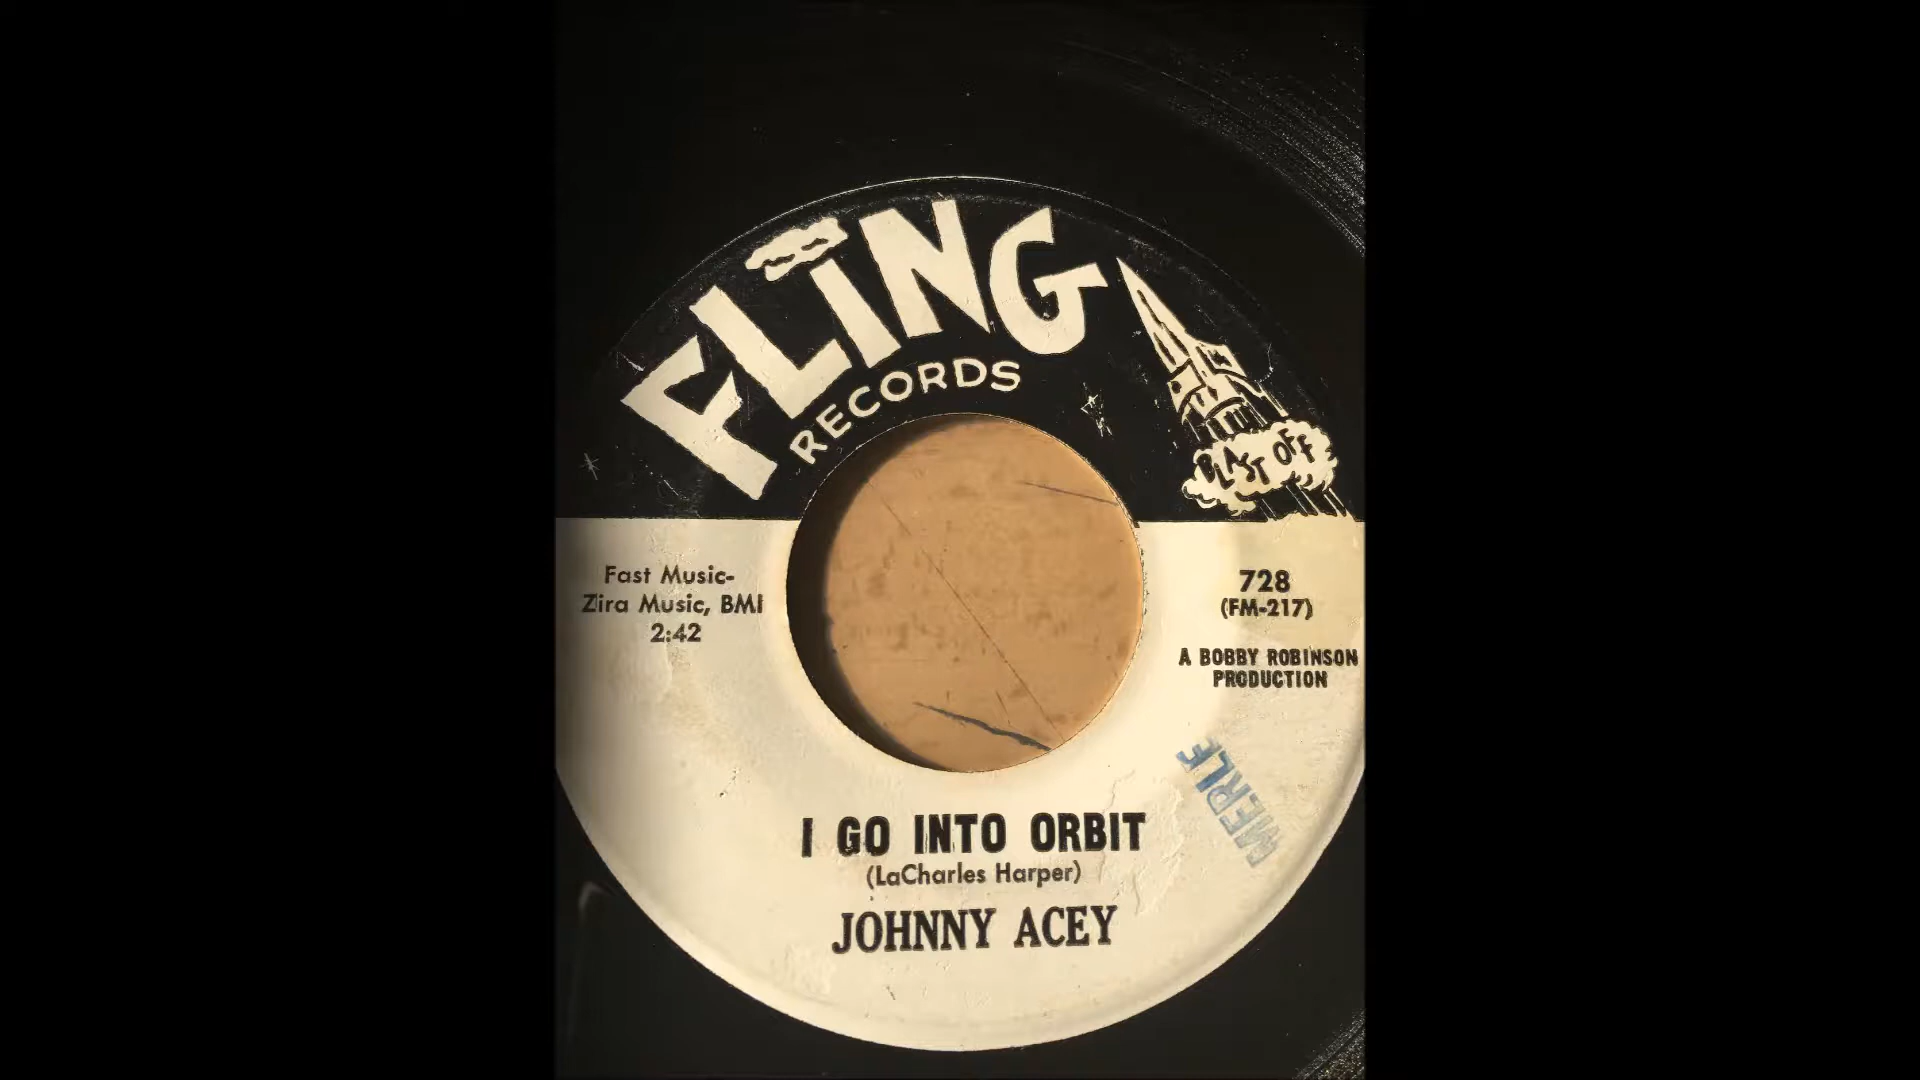 FLING
RECORDS
BLAST OFF
Fast Music-
Zira Music, BMI
2:42
728
(FM-217)
A BOBBY ROBINSON
PRODUCTION
MERLE
I GO INTO ORBIT
(LaCharles Harper)
JOHNNY ACEY